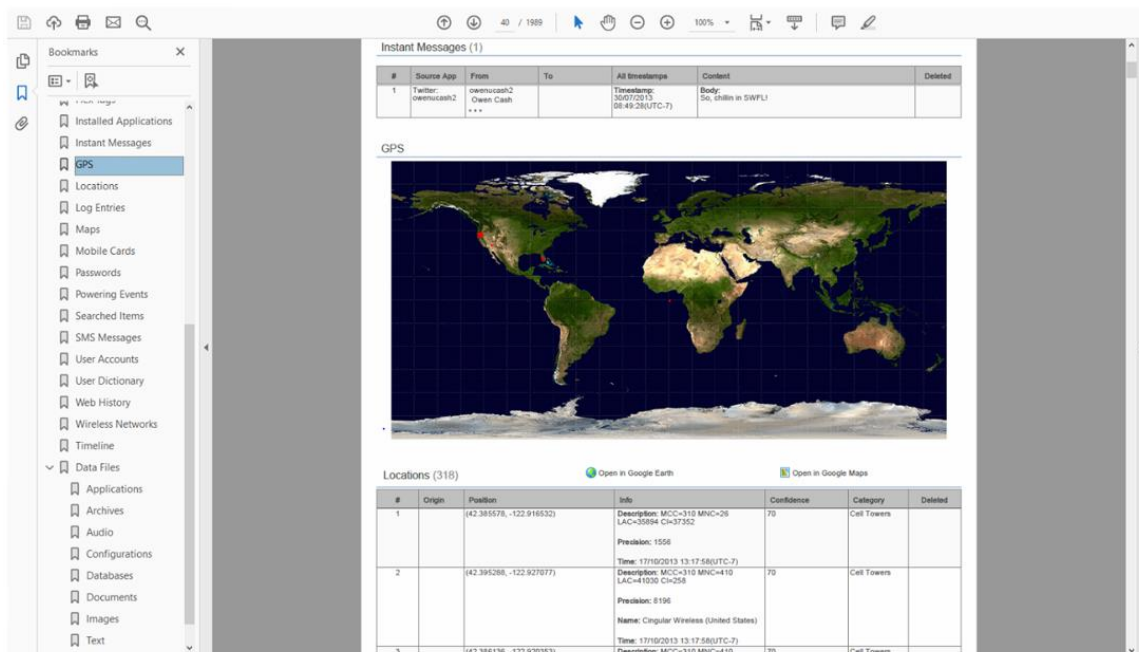 40 / 1989
100%
Bookmarks
Installed Applications
Instant Messages
GPS
Locations
Log Entries
Maps
Mobile Cards
Passwords
Powering Events
Searched Items
SMS Messages
User Accounts
User Dictionary
Web History
Wireless Networks
Timeline
Data Files
Applications
Archives
Audio
Configurations
Databases
Documents
Images
Text
Instant Messages (1)
# Source App From To All timestamps Content Deleted
1 Twitter: owenucash2 Timestamp: Body:
owenucash2 Owen Cash 30/07/2013 So, chillin in SWFL!
08:49:28(UTC-7)
GPS
Locations (318) Open in Google Earth Open in Google Maps
# Origin Position Info Confidence Category Deleted
1 (42.385578, -122.916532) Description: MCC=310 MNC=26 70 Cell Towers
LAC=35894 CI=37352
Precision: 1556
Time: 17/10/2013 13:17:58(UTC-7)
2 (42.395288, -122.927077) Description: MCC=310 MNC=410 70 Cell Towers
LAC=41030 CI=258
Precision: 8196
Name: Cingular Wireless (United States)
Time: 17/10/2013 13:17:58(UTC-7)